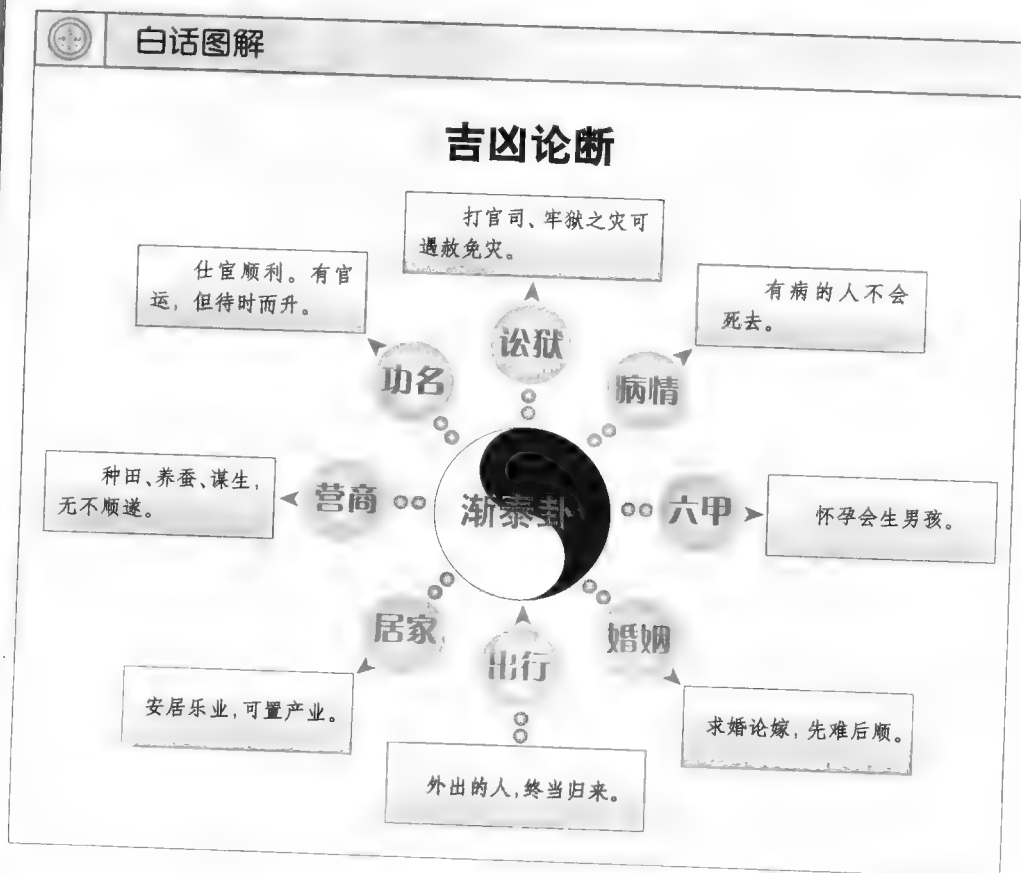 白话图解
吉凶论断
打官司、牢狱之灾可
遇赦免灾。
仕宦顺利。有官
运，但待时而升。
有病的人不会
死去。
讼狱
功名
病情
种田、养蚕、谋生，
无不顺遂。
营商
渐泰卦
六甲
怀孕会生男孩。
居家
出行
婚姻
安居乐业，可置产业。
求婚论嫁，先难后顺。
外出的人，终当归来。